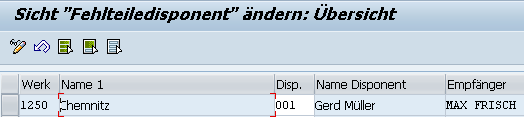 Sicht "Fehlteiledisponent" ändern: Übersicht
Werk Name 1 Disp. Name Disponent Empfänger
1250 Chemnitz 001 Gerd Müller MAX FRISCH